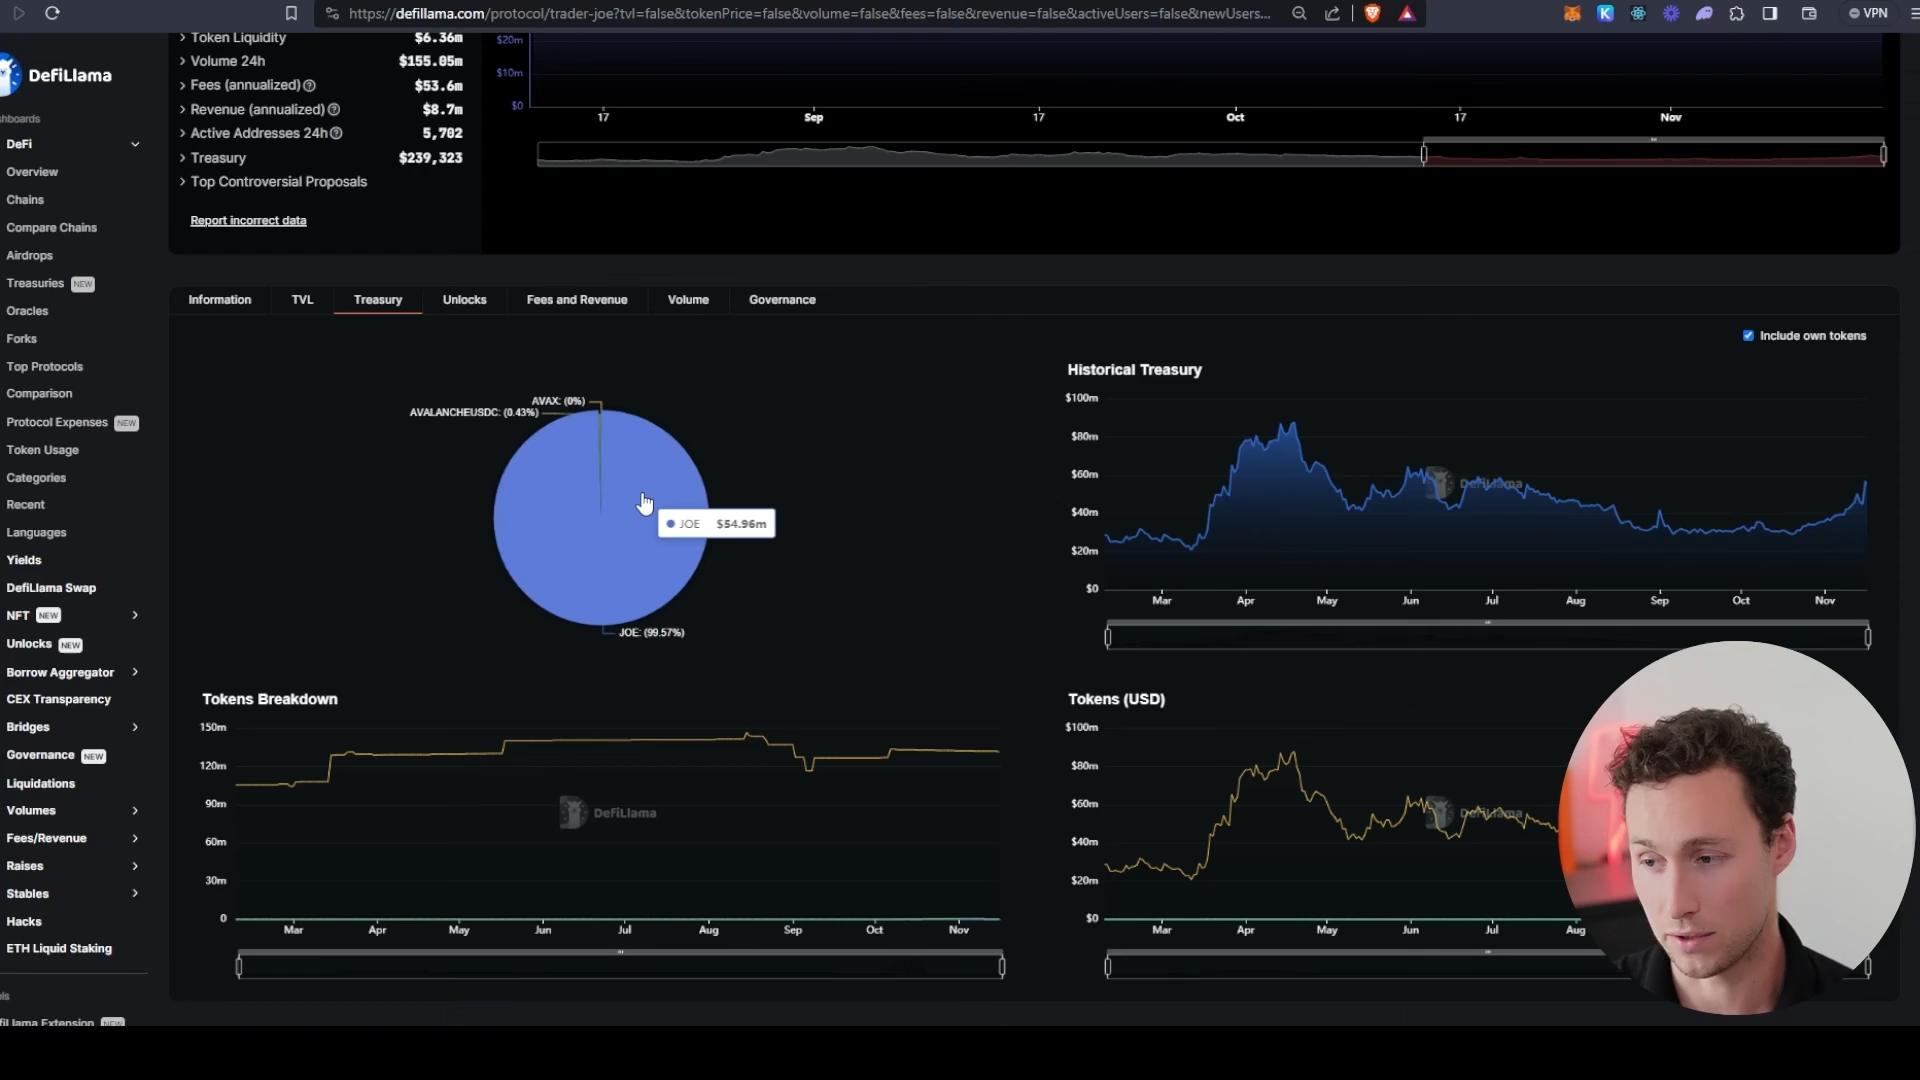 https://defillama.com/protocol/trader-joe?tvl=false&tokenPrice=false&volume=false&fees=false&revenue=false&activeUsers=false&newUsers...
VPN
DefiLlama
DeFi
Overview
Chains
Compare Chains
Airdrops
Treasuries NEW
Oracles
Forks
Top Protocols
Comparison
Protocol Expenses NEW
Token Usage
Categories
Recent
Languages
Yields
DefiLlama Swap
NFT NEW
Unlocks NEW
Borrow Aggregator
CEX Transparency
Bridges
Governance NEW
Liquidations
Volumes
Fees/Revenue
Raises
Stables
Hacks
ETH Liquid Staking
Token Liquidity $6.36m
Volume 24h $155.05m
Fees (annualized) $53.6m
Revenue (annualized) $8.7m
Active Addresses 24h 5,702
Treasury $239,323
Top Controversial Proposals
Report incorrect data
$20m
$10m
$0
17 Sep 17 Oct 17 Nov
Information TVL Treasury Unlocks Fees and Revenue Volume Governance
Include own tokens
AVAX: (0%)
AVALANCHEUSDC: (0.43%)
JOE $54.96m
JOE: (99.57%)
Historical Treasury
$100m
$80m
$60m
$40m
$20m
$0
DefiLlama
Mar Apr May Jun Jul Aug Sep Oct Nov
Tokens Breakdown
150m
120m
90m
60m
30m
0
DefiLlama
Mar Apr May Jun Jul Aug Sep Oct Nov
Tokens (USD)
$100m
$80m
$60m
$40m
$20m
$0
DefiLlama
Mar Apr May Jun Jul Aug